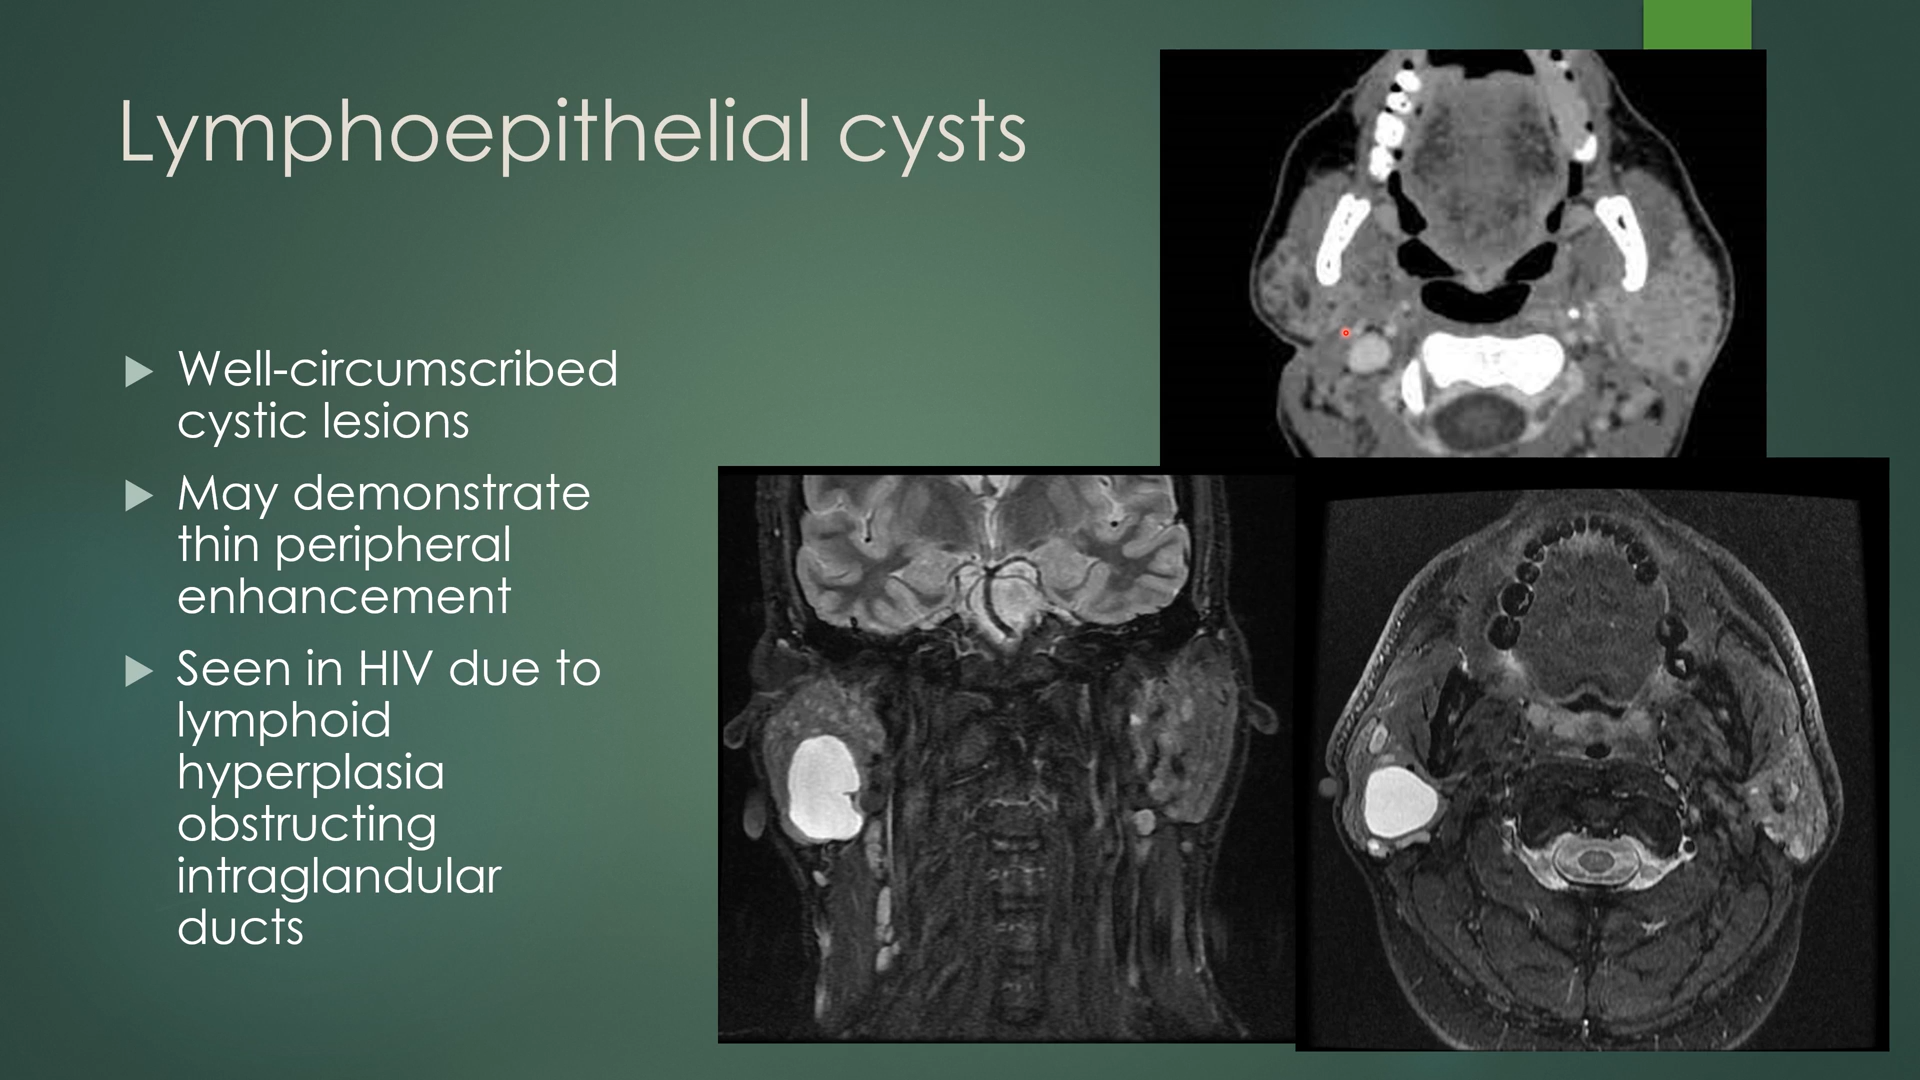 Lymphoepithelial cysts
Well-circumscribed
cystic lesions
May demonstrate
thin peripheral
enhancement
Seen in HIV due to
lymphoid
hyperplasia
obstructing
intraglandular
ducts